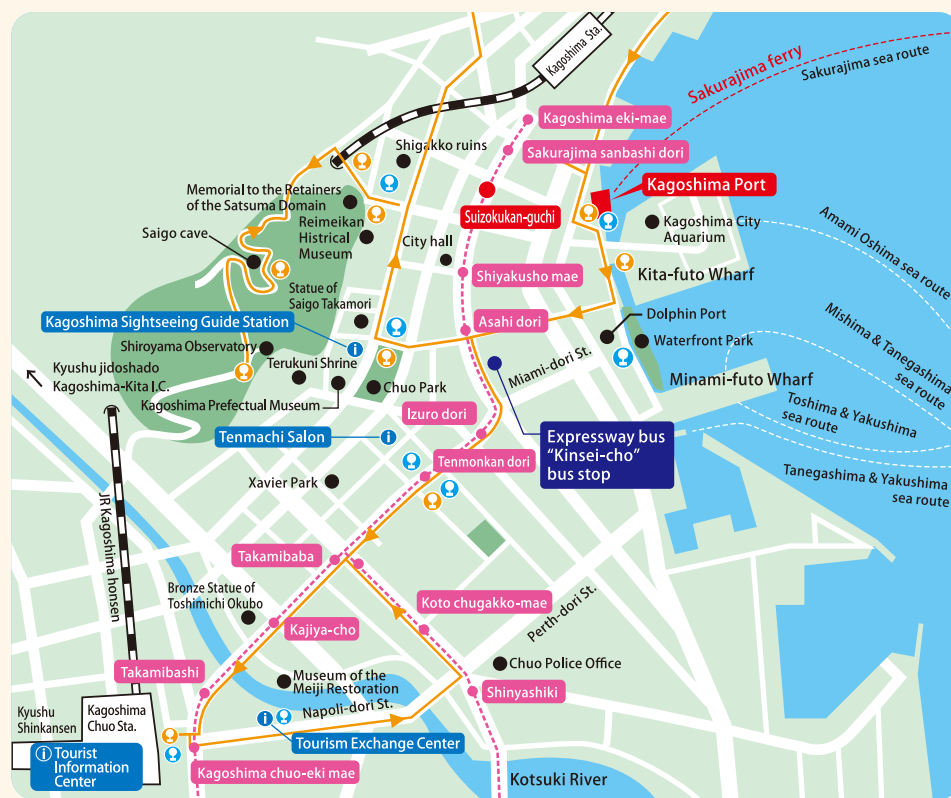 Kagoshima Sta.
Sakurajima ferry
Sakurajima sea route
Kagoshima eki-mae
Shigakko ruins
Sakurajima sanbashi dori
Kagoshima Port
Memorial to the Retainers
of the Satsuma Domain
Suizokukan-guchi
Kagoshima City
Aquarium
Reimeikan
Histrical
Museum
Saigo cave
City hall
Amami Oshima sea route
Shiyakusho mae
Kita-futo Wharf
Statue of
Saigo Takamori
Mishima & Tanegashima
sea route
Kagoshima Sightseeing Guide Station
Asahi dori
Dolphin Port
Shiroyama Observatory
Waterfront Park
Miami-dori St.
Terukuni Shrine
Kyushu jidoshado
Kagoshima-Kita I.C.
Minami-futo Wharf
Chuo Park
Kagoshima Prefectual Museum
Toshima & Yakushima
sea route
Izuro dori
Tenmachi Salon
Expressway bus
“Kinsei-cho”
bus stop
Tenmonkan dori
Tanegashima & Yakushima
sea route
Xavier Park
JR Kagoshima honsen
Takamibaba
Bronze Statue of
Toshimichi Okubo
Koto chugakko-mae
Perth-dori St.
Kajiya-cho
Chuo Police Office
Takamibashi
Museum of the
Meiji Restoration
Shinyashiki
Napoli-dori St.
Kyushu
Shinkansen
Kagoshima
Chuo Sta.
Tourism Exchange Center
i Tourist
Information
Center
Kagoshima chuo-eki mae
Kotsuki River